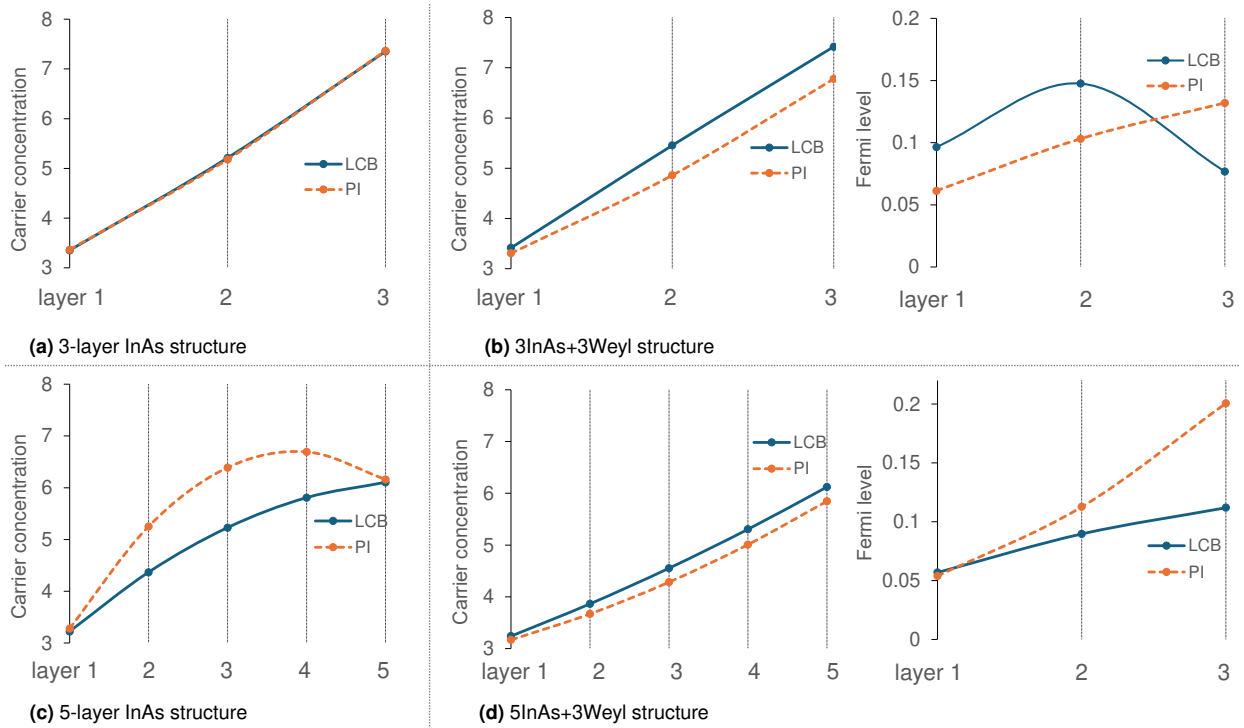 8
7
6
5
4
3
Carrier concentration
LCB
PI
layer 1
2
3
(a) 3-layer InAs structure
8
7
6
5
4
3
Carrier concentration
LCB
PI
layer 1
2
3
0.2
0.15
0.1
0.05
0
Fermi level
LCB
PI
layer 1
2
3
(b) 3InAs+3Weyl structure
8
7
6
5
4
3
Carrier concentration
LCB
PI
layer 1
2
3
4
5
(c) 5-layer InAs structure
8
7
6
5
4
3
Carrier concentration
LCB
PI
layer 1
2
3
4
5
0.2
0.15
0.1
0.05
0
Fermi level
LCB
PI
layer 1
2
3
(d) 5InAs+3Weyl structure